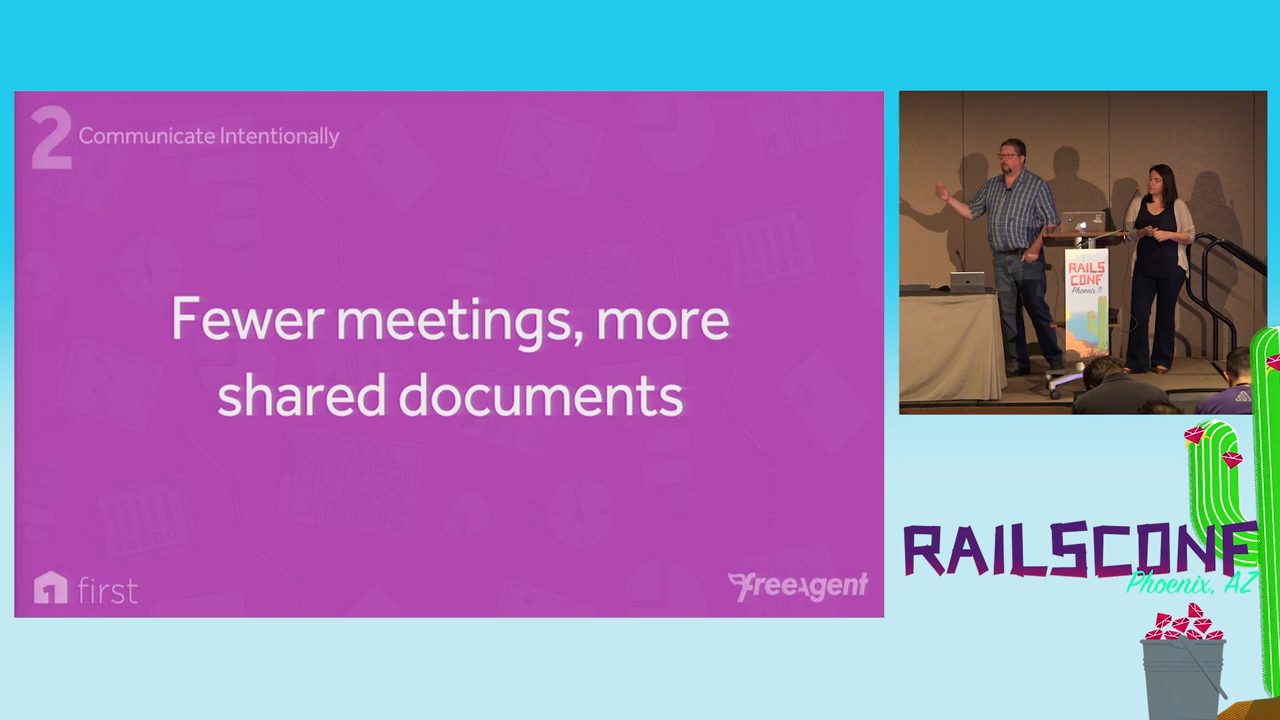 2 Communicate Intentionally
Fewer meetings, more
shared documents
first
freeagent
RAILS
CONF
Phoenix
RAILSCONF
Phoenix, AZ